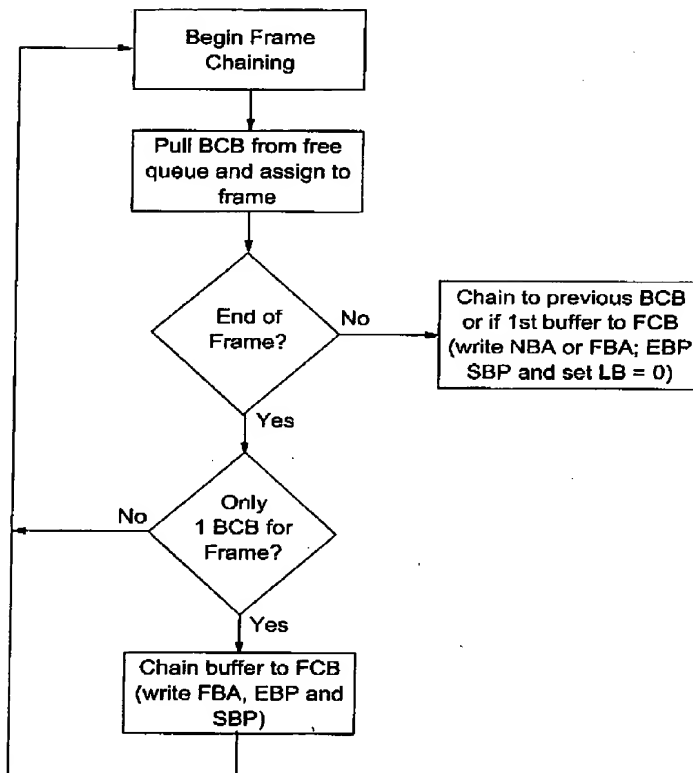 Begin Frame
Chaining
Pull BCB from free
queue and assign to
frame
End of
Frame?
No
Chain to previous BCB
or if 1st buffer to FCB
(write NBA or FBA; EBP
SBP and set LB = 0)
Yes
Only
1 BCB for
Frame?
No
Yes
Chain buffer to FCB
(write FBA, EBP and
SBP)